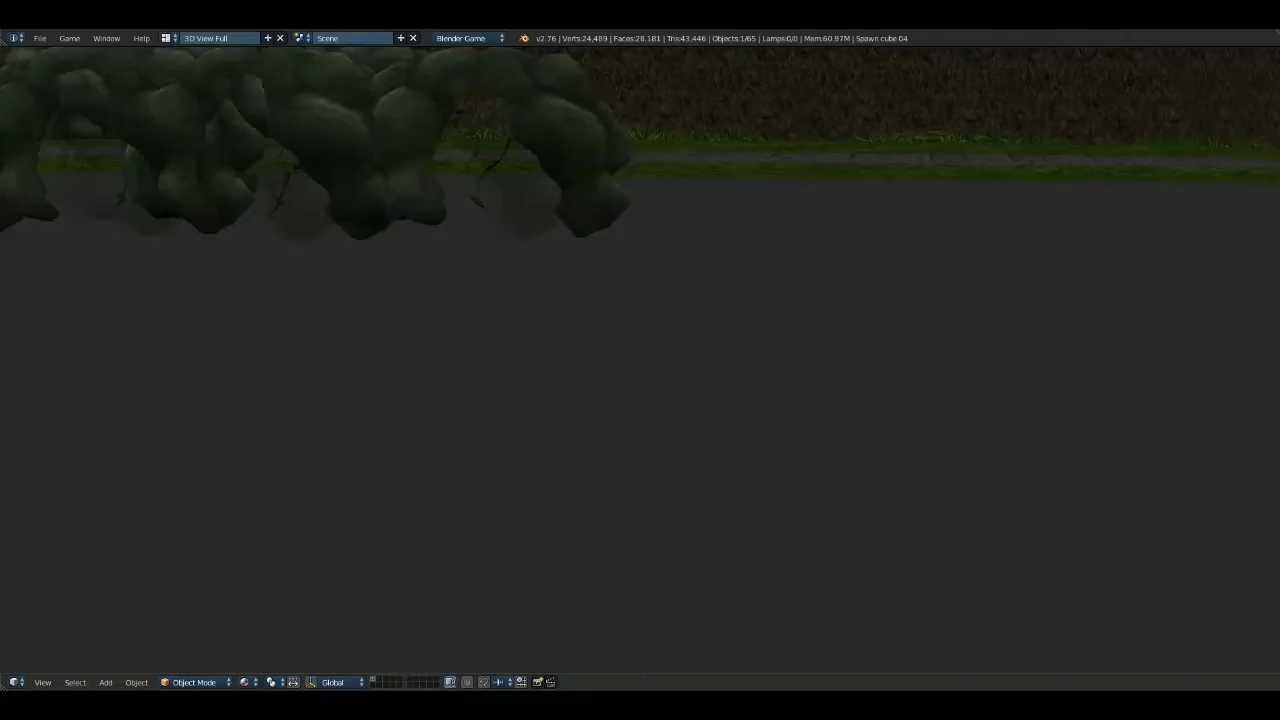 File Game Window Help 3D View Full Scene Blender Game v2.76 | Verts:24,489 | Faces:28,181 | Tris:43,446 | Objects:1/65 | Lamps:0/0 | Mem:60.97M | Spawn cube 04
View Select Add Object Object Mode Global